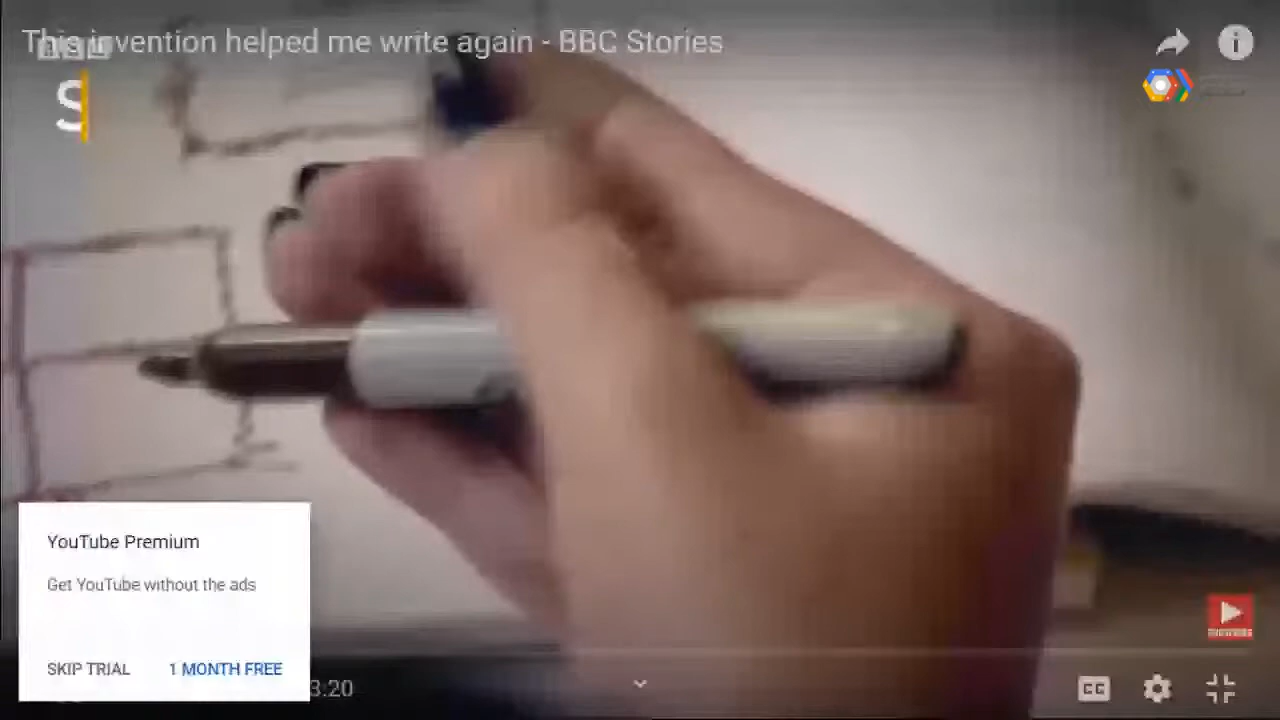 This invention helped me write again - BBC Stories
S
YouTube Premium
Get YouTube without the ads
SKIP TRIAL 1 MONTH FREE
3:20
CC